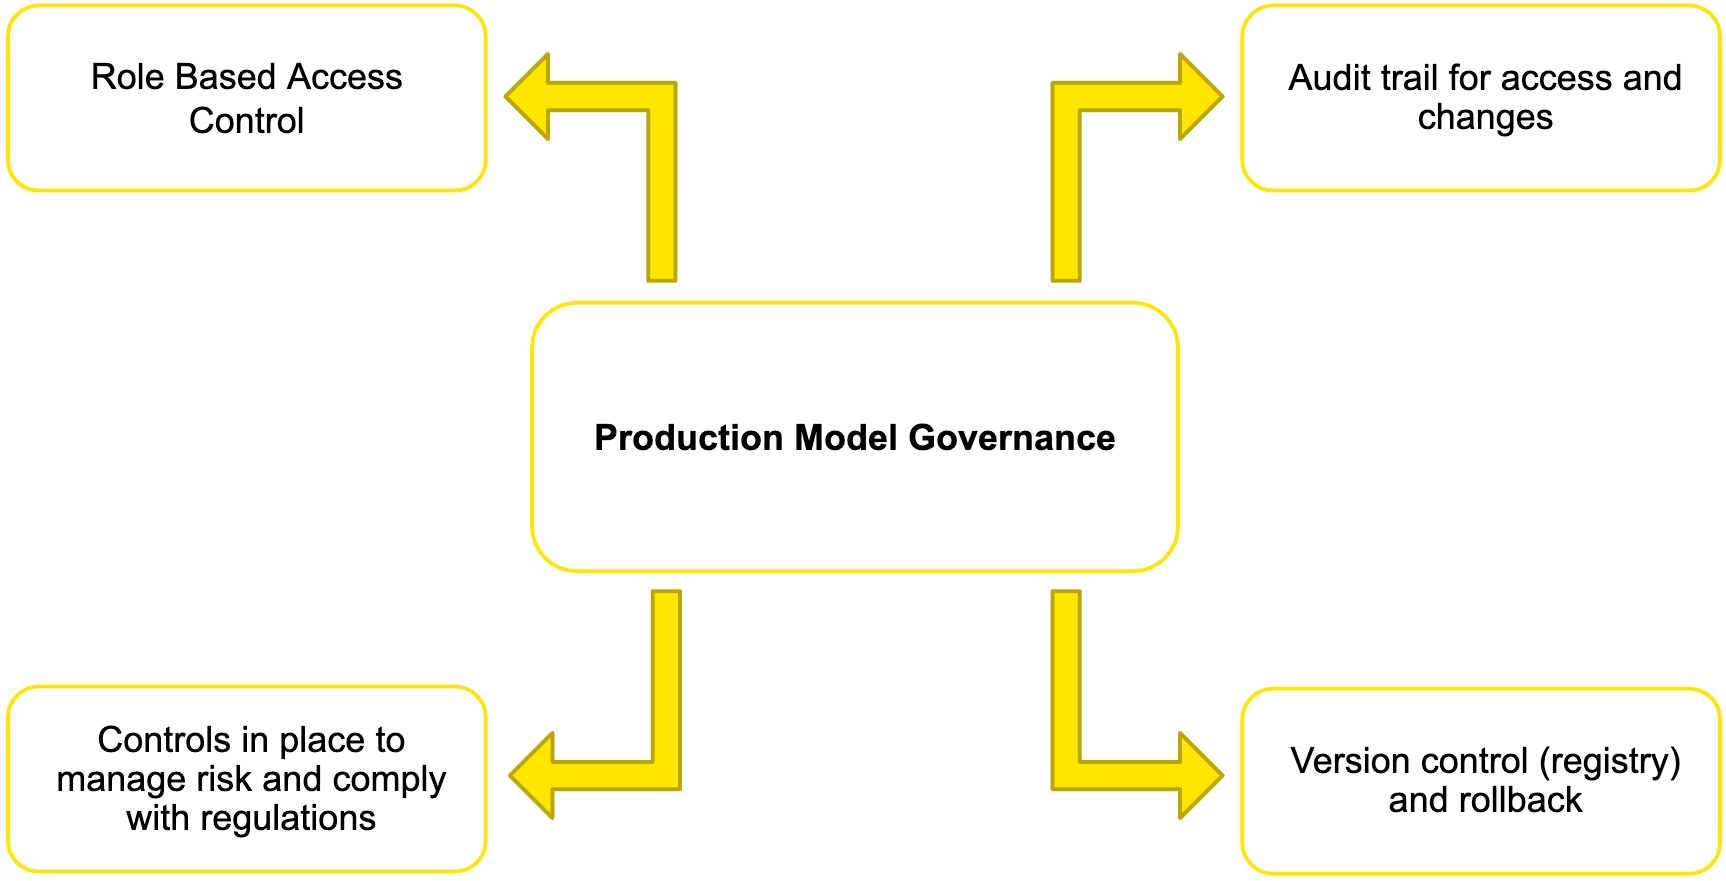 Role Based Access
Control
Audit trail for access and
changes
Production Model Governance
Controls in place to
manage risk and comply
with regulations
Version control (registry)
and rollback